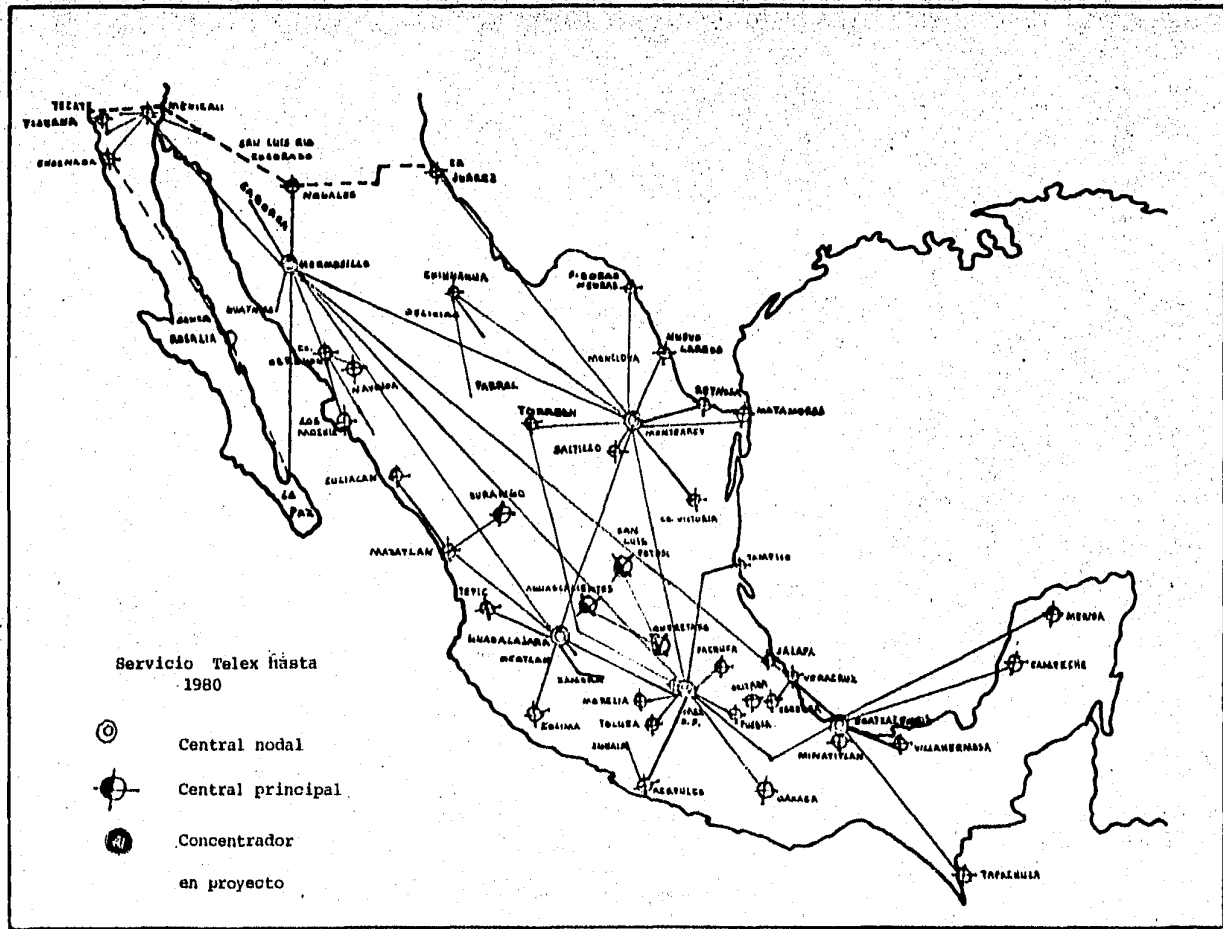 TECATE
TIJUANA
MEXICALI
ENSENADA
SAN LUIS RIO
COLORADO
NOGALES
CD
JUAREZ
CABORCA
HERMOSILLO
CHIHUAHUA
DELICIAS
PIEDRAS
NEGRAS
GUAYMAS
SANTA
ROSALIA
CD.
OBREGON
NAVOJOA
PARRAL
MONCLOVA
NUEVO
LAREDO
REYNOSA
MATAMOROS
TORREON
MONTERREY
SALTILLO
LOS
MOCHIS
CULIACAN
LA
PAZ
DURANGO
CD. VICTORIA
MAZATLAN
SAN
LUIS
POTOSI
TAMPICO
TEPIC
AGUASCALIENTES
QUERETARO
GUADALAJARA
PACHUCA
JALAPA
VERACRUZ
MERIDA
CAMPECHE
ZAMORA
MORELIA
TOLUCA
COLIMA
PUEBLA
COATZACOALCOS
MINATITLAN
VILLAHERMOSA
ACAPULCO
OAXACA
TAPACHULA
Servicio Telex hasta
1980
Central nodal
Central principal
Concentrador
en proyecto